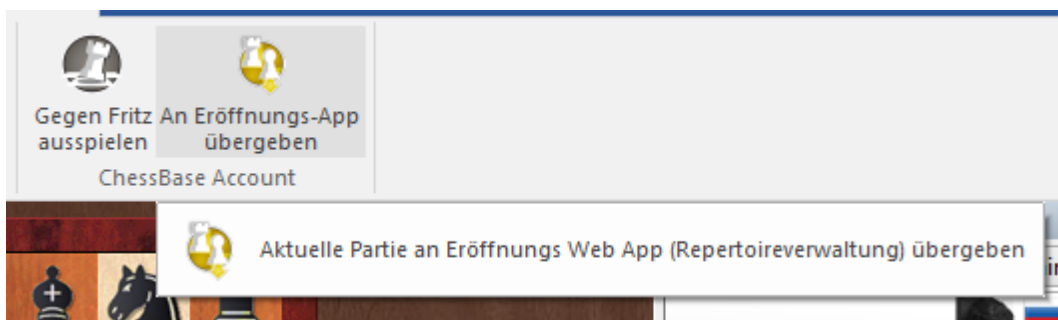 Gegen Fritz
ausspielen
An Eröffnungs-App
übergeben
ChessBase Account
Aktuelle Partie an Eröffnungs Web App (Repertoireverwaltung) übergeben